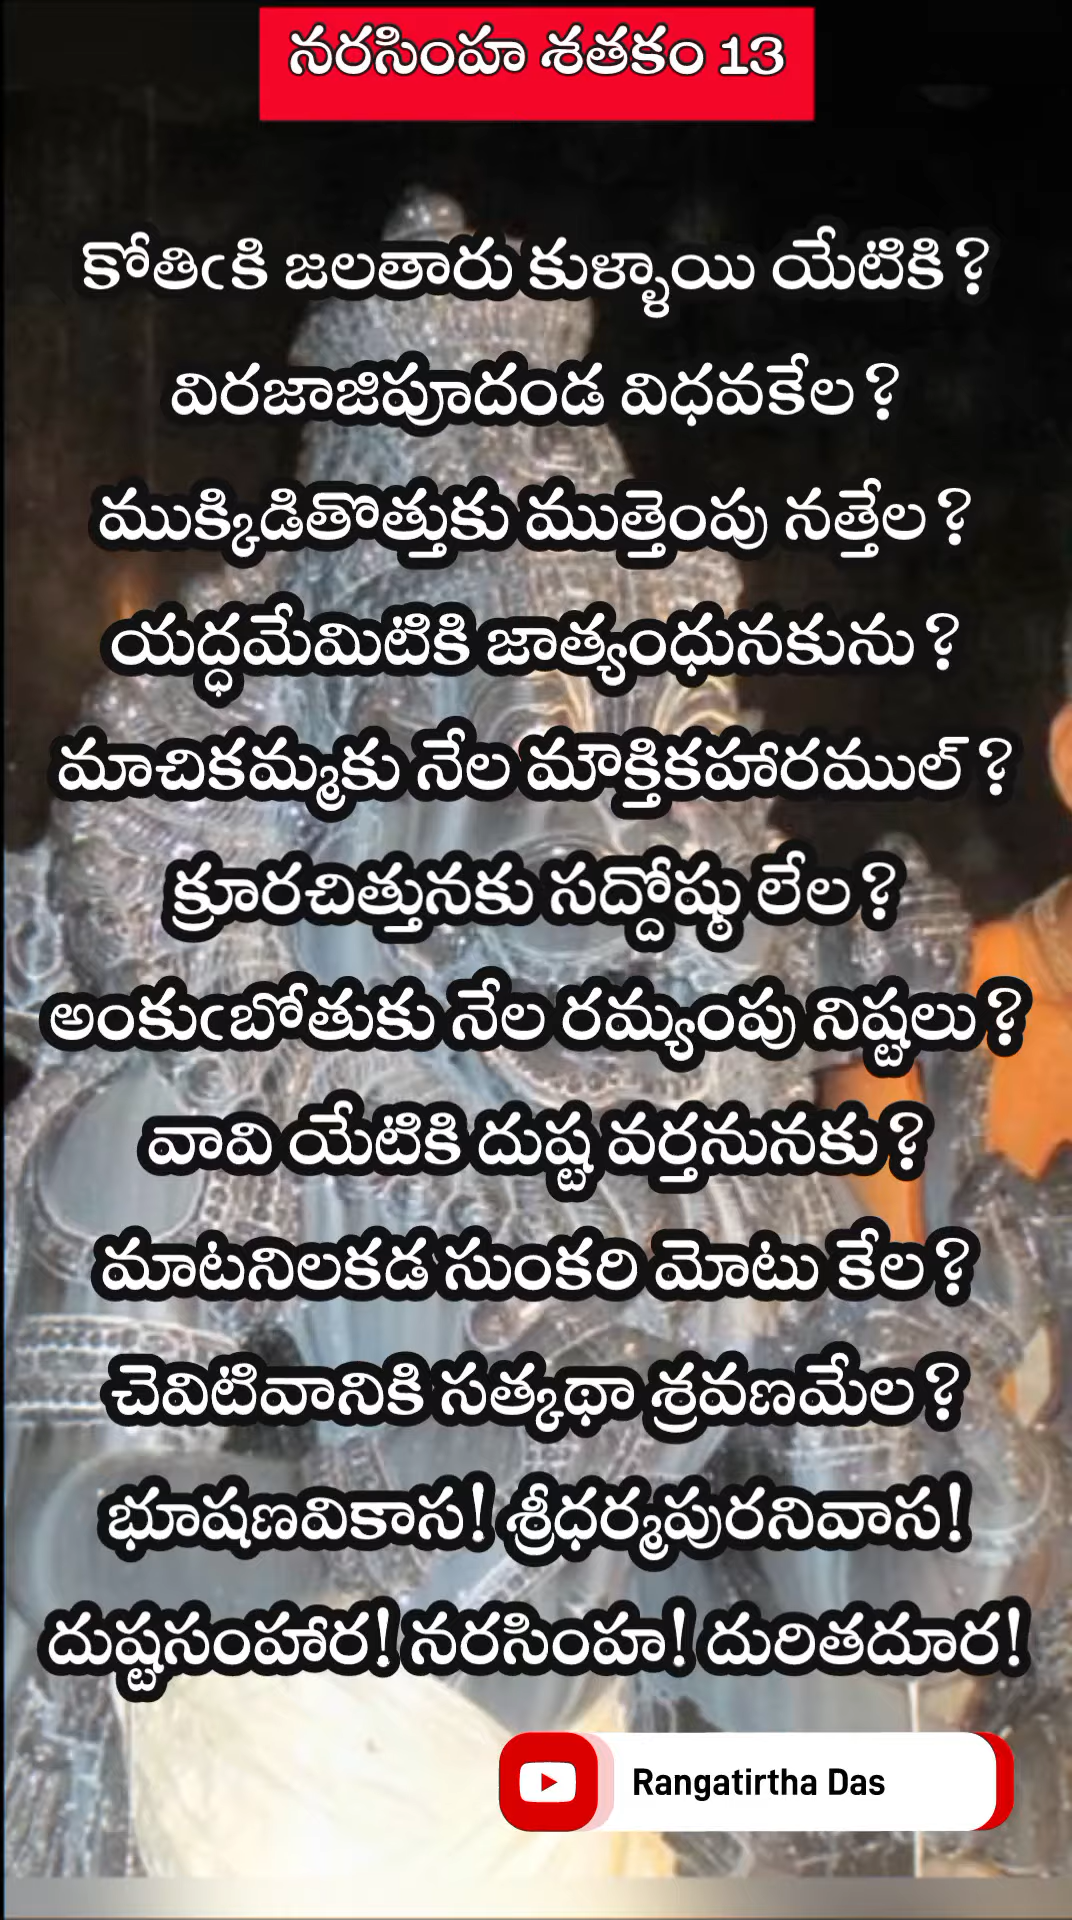 నరసింహ శతకం 13
కోతిఁకి జలతారు కుళ్ళాయి యేటికి?
విరజాజిపూదండ విధవకేల?
ముక్కిడితొత్తుకు ముత్తెంపు నత్తేల?
యద్ధమేమిటికి జాత్యంధునకును?
మాచికమ్మకు నేల మౌక్తికహారముల్?
క్రూరచిత్తునకు సద్దోష్ఠు లేల?
అంకుఁబోతుకు నేల రమ్యంపు నిష్టలు?
వావి యేటికి దుష్ట వర్తనునకు?
మాటనిలకడ సుంకరి మోటు కేల?
చెవిటివానికి సత్కథా శ్రవణమేల?
భూషణవికాస! శ్రీధర్మపురనివాస!
దుష్టసంహార! నరసింహ! దురితదూర!
Rangatirtha Das